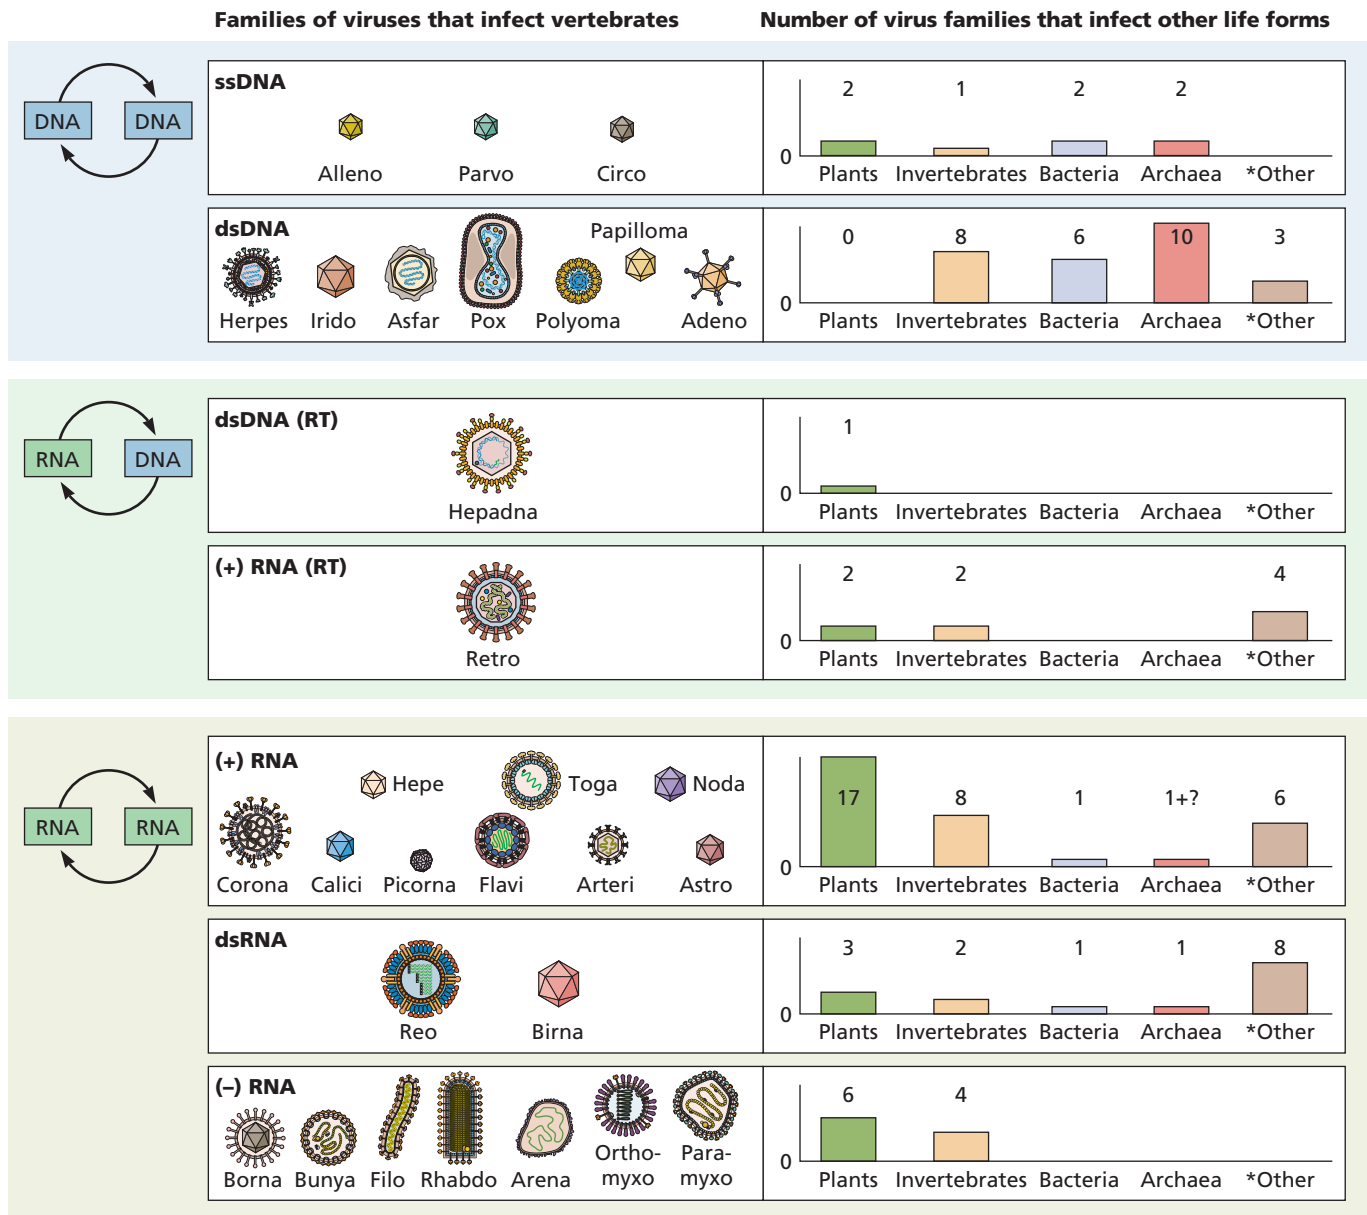 Families of viruses that infect vertebrates
Number of virus families that infect other life forms
DNA DNA
ssDNA
Alleno Parvo Circo
2 1 2 2
0
Plants Invertebrates Bacteria Archaea *Other
dsDNA
Papilloma
Herpes Irido Asfar Pox Polyoma Adeno
0 8 6 10 3
0
Plants Invertebrates Bacteria Archaea *Other
RNA DNA
dsDNA (RT)
Hepadna
1
0
Plants Invertebrates Bacteria Archaea *Other
(+) RNA (RT)
Retro
2 2 4
0
Plants Invertebrates Bacteria Archaea *Other
RNA RNA
(+) RNA
Hepe Toga Noda
Corona Calici Picorna Flavi Arteri Astro
17 8 1 1+? 6
0
Plants Invertebrates Bacteria Archaea *Other
dsRNA
Reo Birna
3 2 1 1 8
0
Plants Invertebrates Bacteria Archaea *Other
(–) RNA
Borna Bunya Filo Rhabdo Arena
Ortho-
myxo
Para-
myxo
6 4
0
Plants Invertebrates Bacteria Archaea *Other